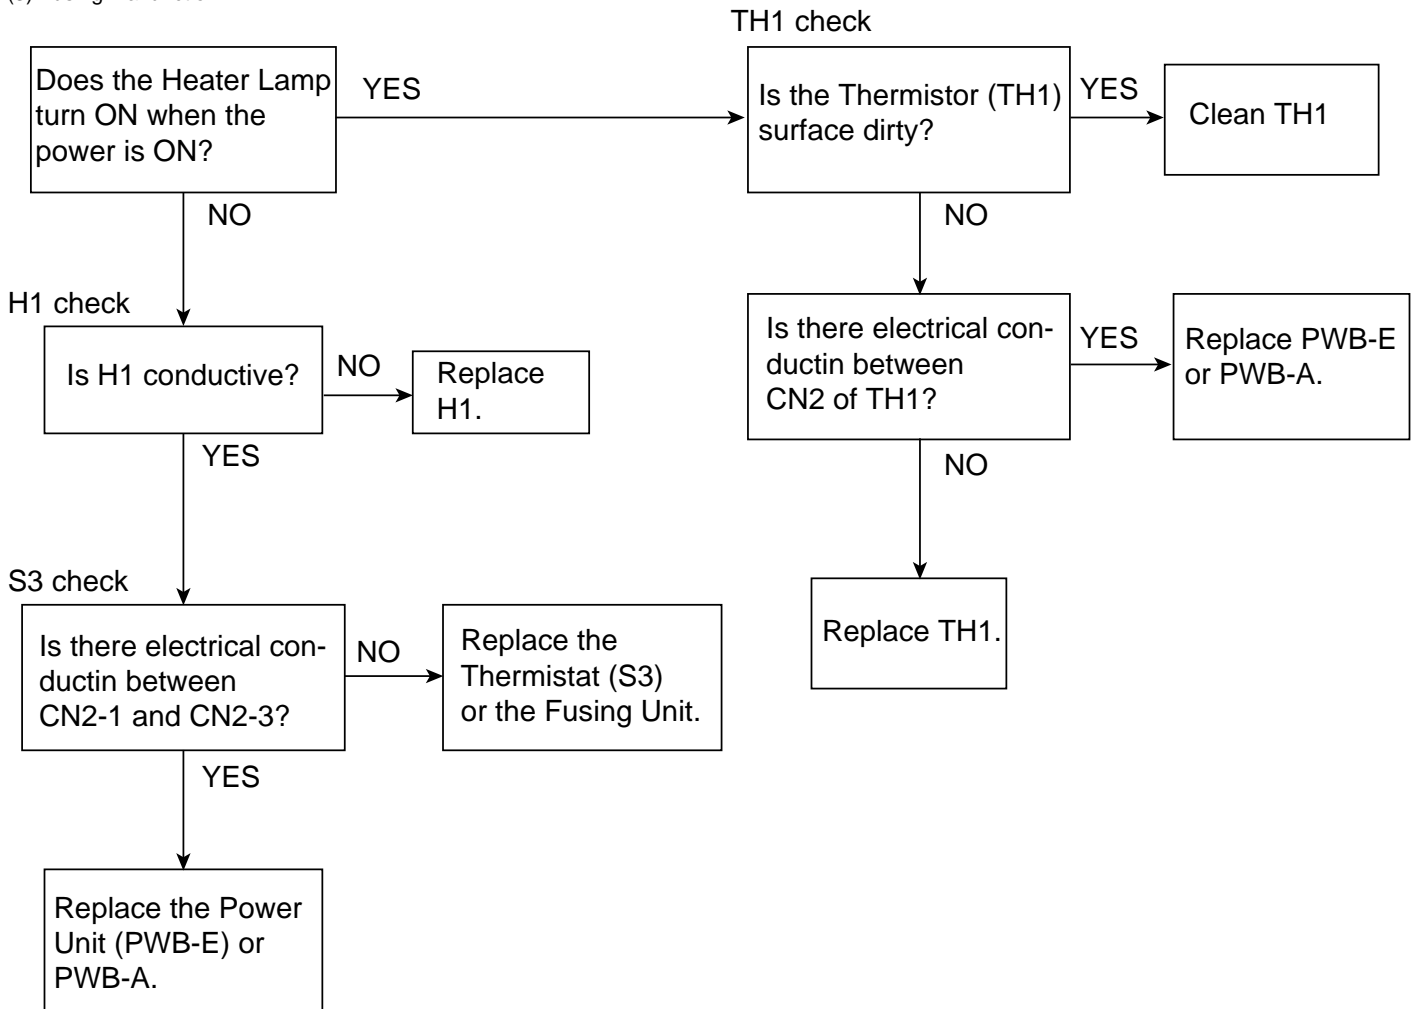 TH1 check
Does the Heater Lamp
turn ON when the
power is ON?
YES
Is the Thermistor (TH1)
surface dirty?
YES
Clean TH1
NO
NO
H1 check
Is H1 conductive?
NO
Replace
H1.
Is there electrical con-
ductin between
CN2 of TH1?
YES
Replace PWB-E
or PWB-A.
YES
NO
S3 check
Is there electrical con-
ductin between
CN2-1 and CN2-3?
NO
Replace the
Thermistat (S3)
or the Fusing Unit.
Replace TH1.
YES
Replace the Power
Unit (PWB-E) or
PWB-A.